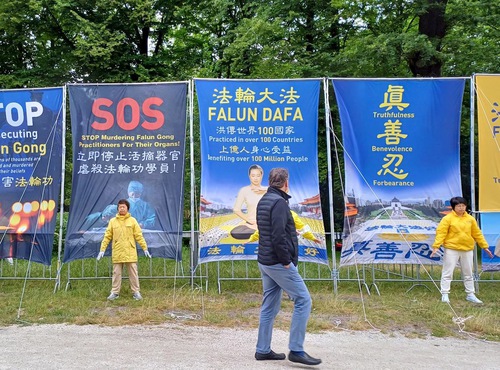 STOP
ecuting
un Gong
害法輪功
SOS
STOP Murdering Falun Gong
Practitioners For Their Organs!
立即停止活摘器官
虐殺法輪功學員!
法輪大法
FALUN DAFA
洪傳世界100國家
Practiced in over 100 Countries
上億人身心受益
Benefiting over 100 Million People
法輪
好
真
Truthfulness
善
Benevolence
忍
Forbearance
真善忍